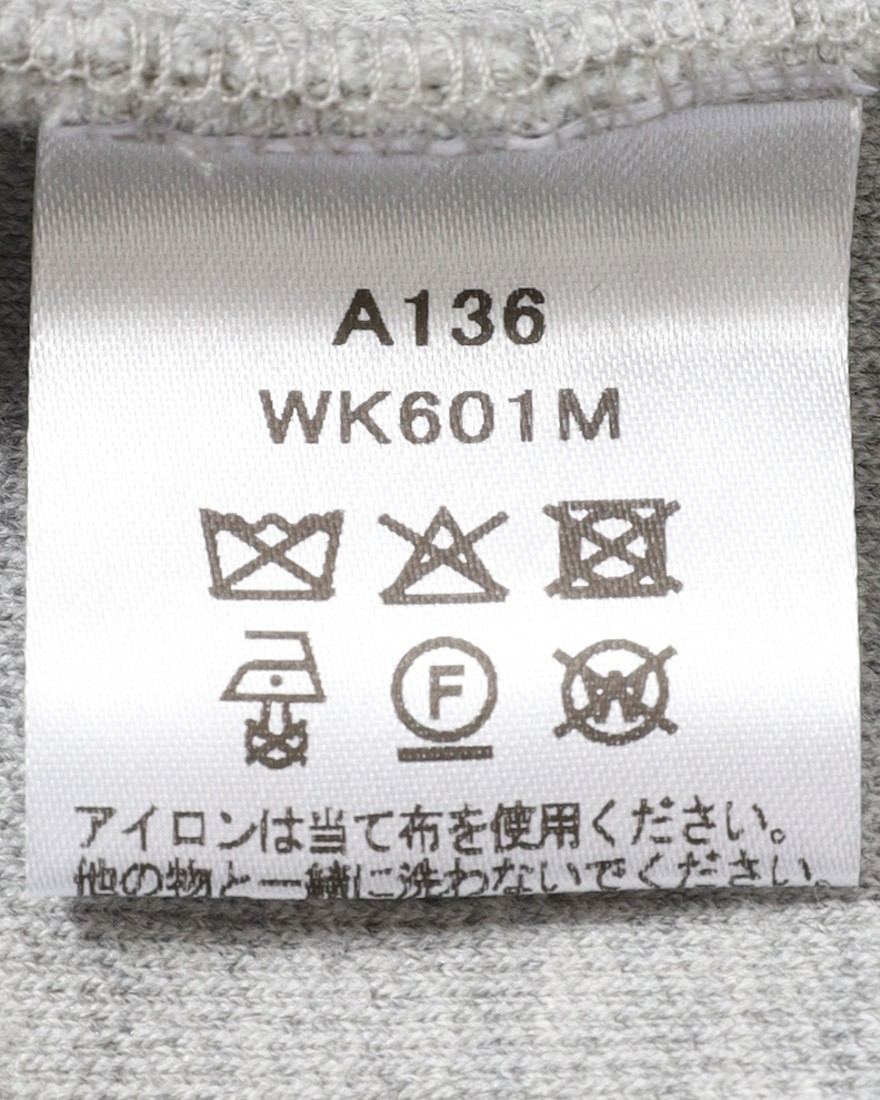 A136
WK601M
F
W
アイロンは当て布を使用ください。
他の物と一緒に洗わないでください。